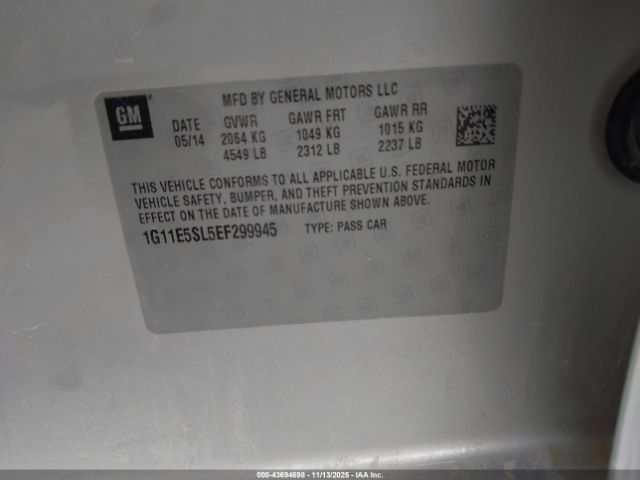 GM
MFD BY GENERAL MOTORS LLC
DATE GVWR GAWR FRT GAWR RR
05/14 2064 KG 1049 KG 1015 KG
4549 LB 2312 LB 2237 LB
THIS VEHICLE CONFORMS TO ALL APPLICABLE U.S. FEDERAL MOTOR
VEHICLE SAFETY, BUMPER, AND THEFT PREVENTION STANDARDS IN
EFFECT ON THE DATE OF MANUFACTURE SHOWN ABOVE.
1G11E5SL5EF299945 TYPE: PASS CAR
000-43694698 - 11/13/2025 - IAA Inc.